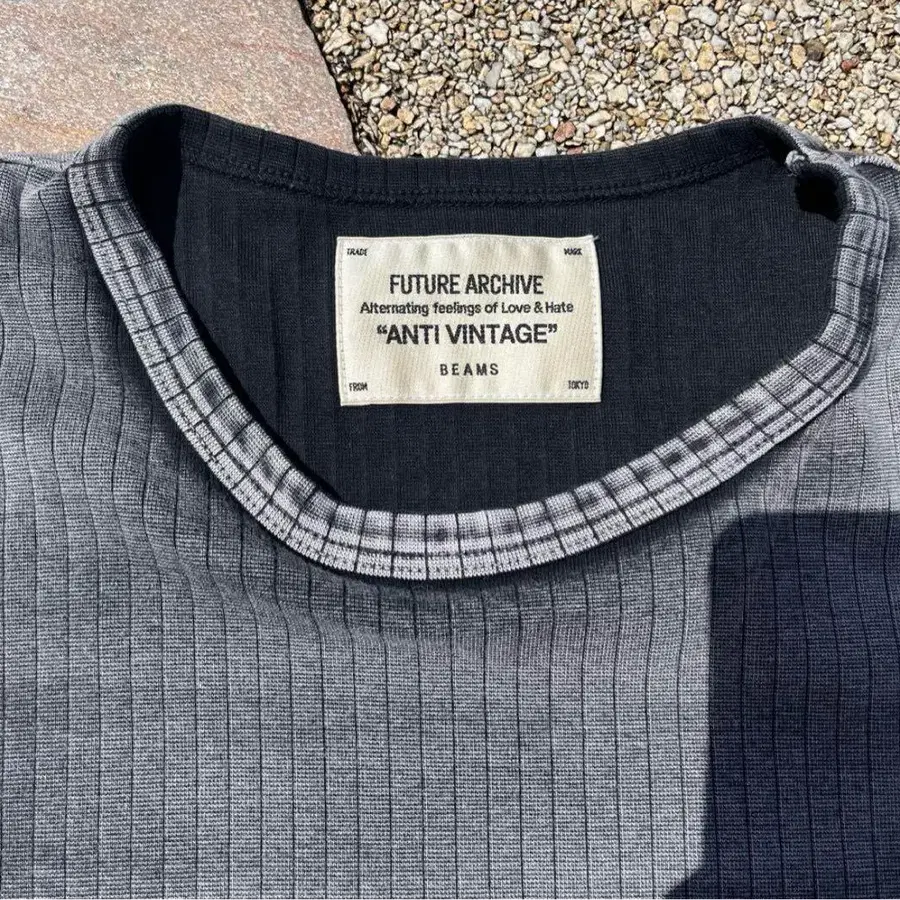 TRADE MARK
FUTURE ARCHIVE
Alternating feelings of Love & Hate
“ANTI VINTAGE”
BEAMS
FROM TOKYO